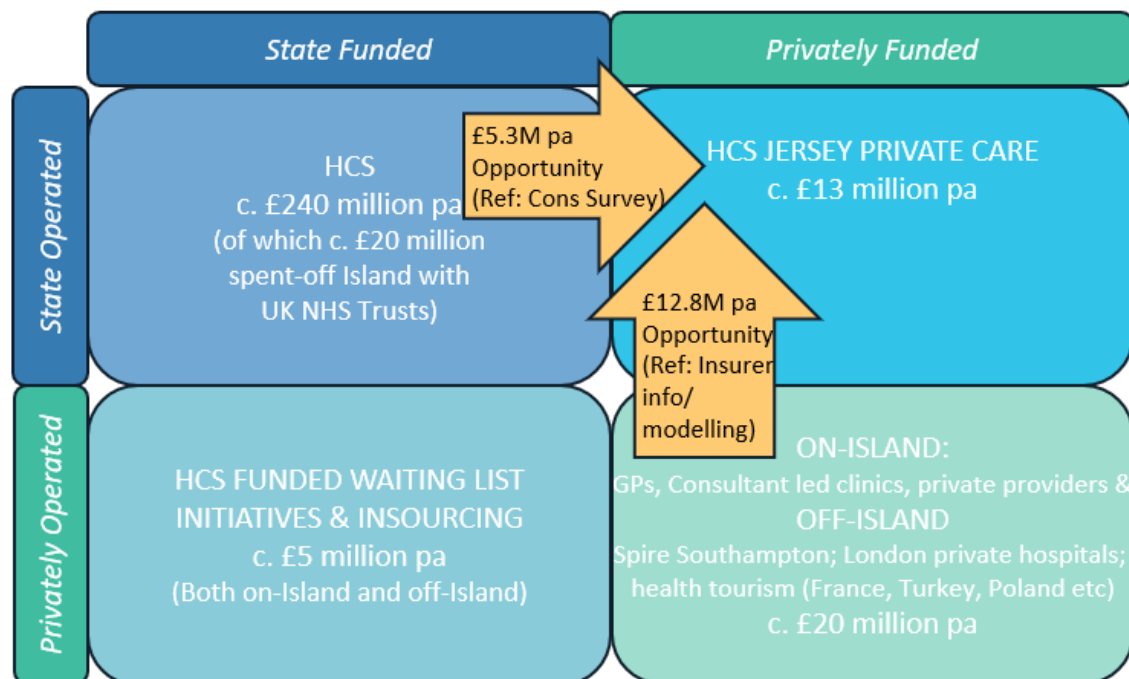 State Funded
Privately Funded
State Operated
HCS
c. £240 million pa
(of which c. £20 million
spent-off Island with
UK NHS Trusts)
£5.3M pa
Opportunity
(Ref: Cons Survey)
HCS JERSEY PRIVATE CARE
c. £13 million pa
£12.8M pa
Opportunity
(Ref: Insurer
info/
modelling)
Privately Operated
HCS FUNDED WAITING LIST
INITIATIVES & INSOURCING
c. £5 million pa
(Both on-Island and off-Island)
ON-ISLAND:
GPs, Consultant led clinics, private providers &
OFF-ISLAND
Spire Southampton; London private hospitals;
health tourism (France, Turkey, Poland etc)
c. £20 million pa